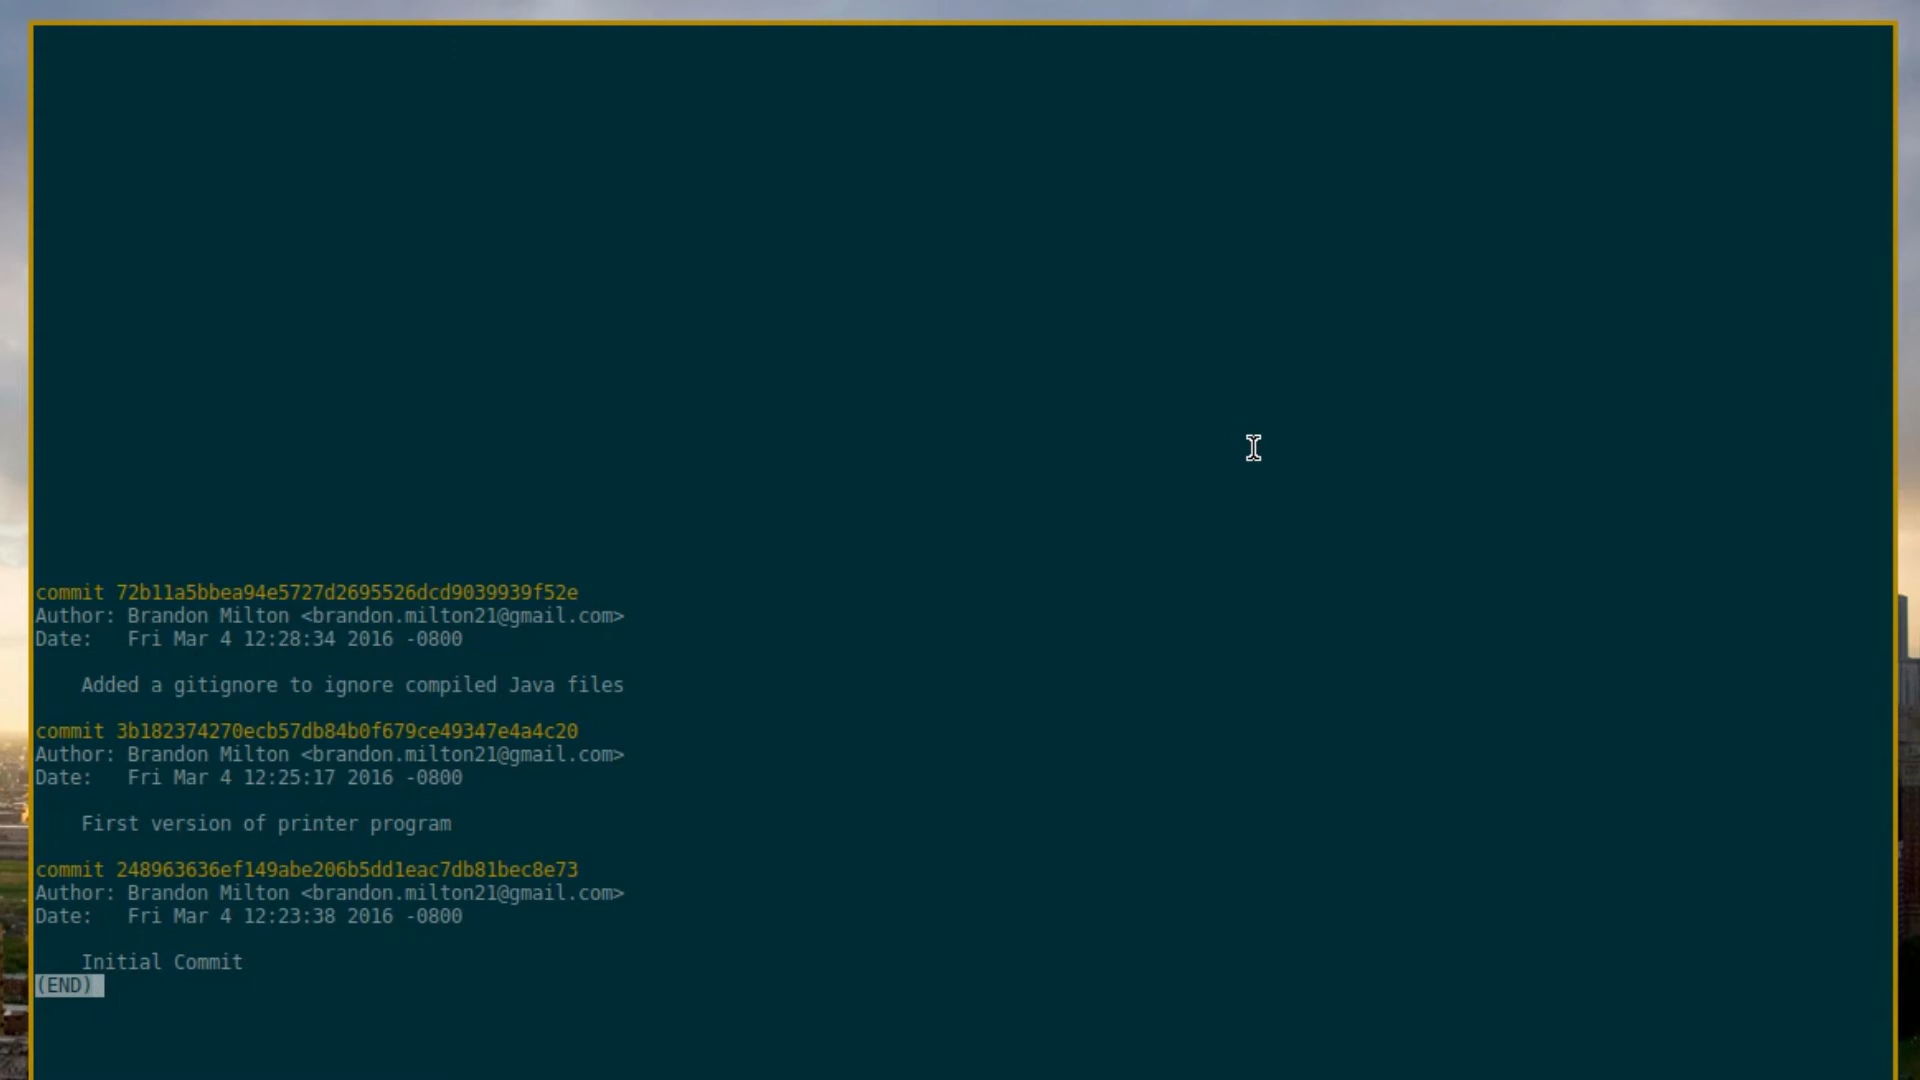 commit 72b11a5bbea94e5727d2695526dcd9039939f52e
Author: Brandon Milton <brandon.milton21@gmail.com>
Date:   Fri Mar 4 12:28:34 2016 -0800
    Added a gitignore to ignore compiled Java files
commit 3b182374270ecb57db84b0f679ce49347e4a4c20
Author: Brandon Milton <brandon.milton21@gmail.com>
Date:   Fri Mar 4 12:25:17 2016 -0800
    First version of printer program
commit 248963636ef149abe206b5dd1eac7db81bec8e73
Author: Brandon Milton <brandon.milton21@gmail.com>
Date:   Fri Mar 4 12:23:38 2016 -0800
    Initial Commit
(END)